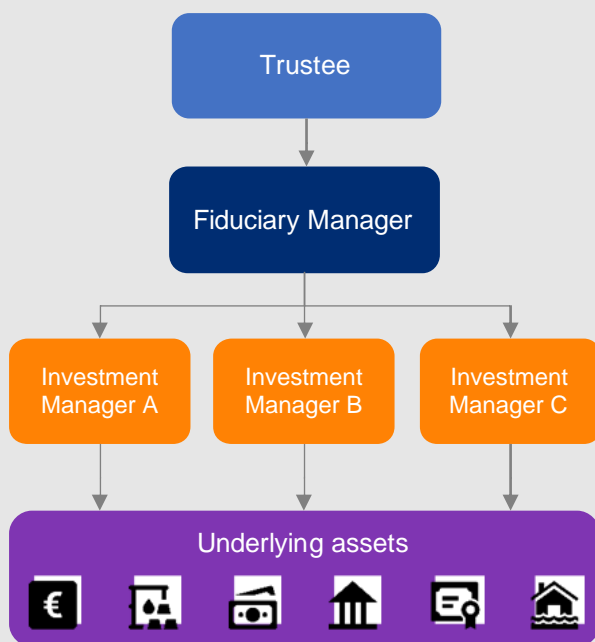 Trustee
Fiduciary Manager
Investment
Manager A
Investment
Manager B
Investment
Manager C
Underlying assets
€